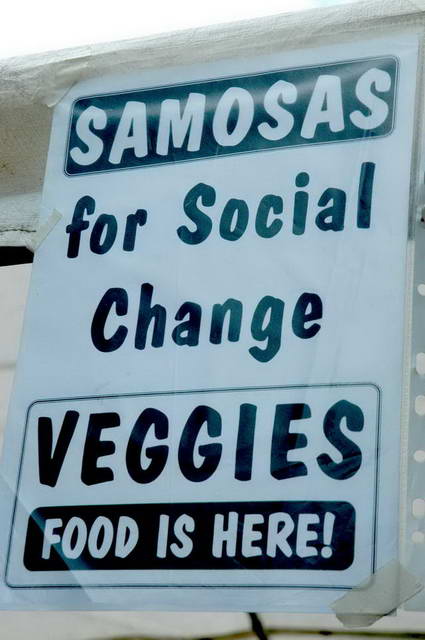 SAMOSAS
for Social
Change
VEGGIES
FOOD IS HERE!